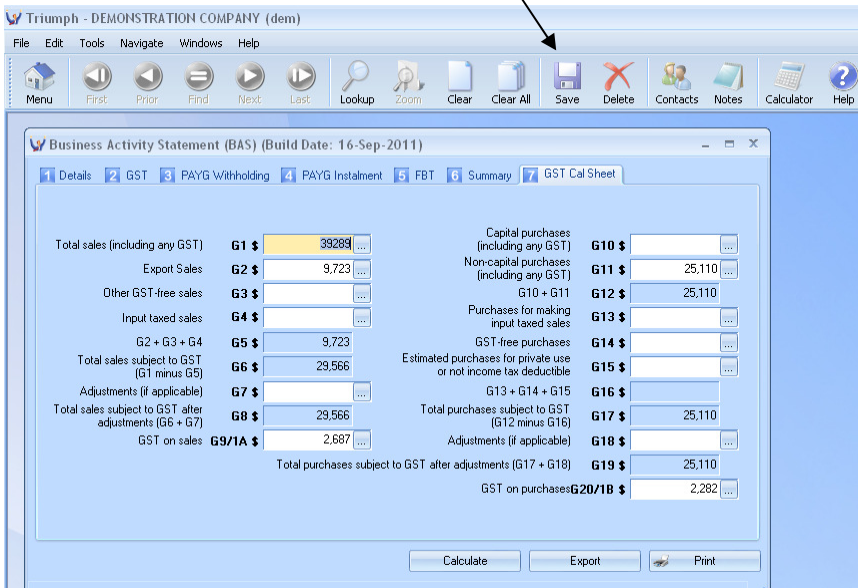 Triumph - DEMONSTRATION COMPANY (dem)
File Edit Tools Navigate Windows Help
Menu First Prior Find Next Last Lookup Zoom Clear Clear All Save Delete Contacts Notes Calculator Help
Business Activity Statement (BAS) (Build Date: 16-Sep-2011)
1 Details 2 GST 3 PAYG Withholding 4 PAYG Instalment 5 FBT 6 Summary 7 GST Cal Sheet
Total sales (including any GST) G1 $ 39289 ...
Export Sales G2 $ 9,723 ...
Other GST-free sales G3 $ ...
Input taxed sales G4 $ ...
G2 + G3 + G4 G5 $ 9,723
Total sales subject to GST
(G1 minus G5) G6 $ 29,566
Adjustments (if applicable) G7 $ ...
Total sales subject to GST after
adjustments (G6 + G7) G8 $ 29,566
GST on sales G9/1A $ 2,687 ...
Capital purchases
(including any GST) G10 $ ...
Non-capital purchases
(including any GST) G11 $ 25,110 ...
G10 + G11 G12 $ 25,110
Purchases for making
input taxed sales G13 $ ...
GST-free purchases G14 $ ...
Estimated purchases for private use
or not income tax deductible G15 $ ...
G13 + G14 + G15 G16 $
Total purchases subject to GST
(G12 minus G16) G17 $ 25,110
Adjustments (if applicable) G18 $ ...
Total purchases subject to GST after adjustments (G17 + G18) G19 $ 25,110
GST on purchases G20/1B $ 2,282 ...
Calculate Export Print